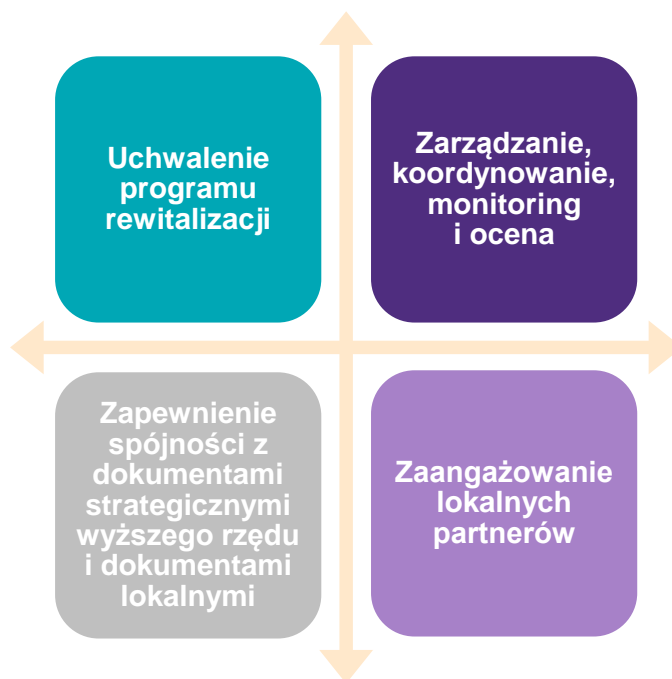 Uchwalenie
programu
rewitalizacji
Zarządzanie,
koordynowanie,
monitoring
i ocena
Zapewnienie
spójności z
dokumentami
strategicznymi
wyższego rzędu
i dokumentami
lokalnymi
Zaangażowanie
lokalnych
partnerów